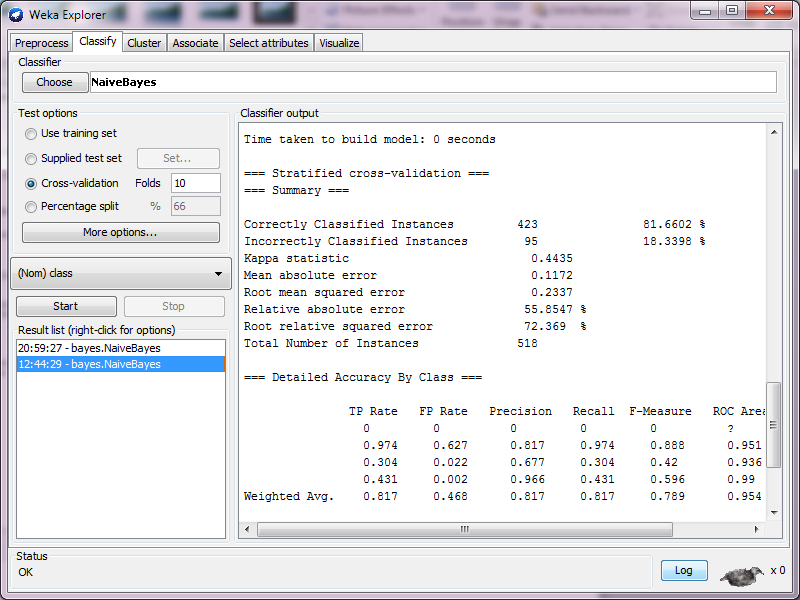 Weka Explorer
Preprocess Classify Cluster Associate Select attributes Visualize
Classifier
Choose NaiveBayes
Test options
Use training set
Supplied test set Set...
Cross-validation Folds 10
Percentage split % 66
More options...
(Nom) class
Start Stop
Result list (right-click for options)
20:59:27 - bayes.NaiveBayes
12:44:29 - bayes.NaiveBayes
Classifier output
Time taken to build model: 0 seconds
=== Stratified cross-validation ===
=== Summary ===
Correctly Classified Instances 423 81.6602 %
Incorrectly Classified Instances 95 18.3398 %
Kappa statistic 0.4435
Mean absolute error 0.1172
Root mean squared error 0.2337
Relative absolute error 55.8547 %
Root relative squared error 72.369 %
Total Number of Instances 518
=== Detailed Accuracy By Class ===
TP Rate FP Rate Precision Recall F-Measure ROC Area
0 0 0 0 0 ?
0.974 0.627 0.817 0.974 0.888 0.951
0.304 0.022 0.677 0.304 0.42 0.936
0.431 0.002 0.966 0.431 0.596 0.99
Weighted Avg. 0.817 0.468 0.817 0.817 0.789 0.954
Status
OK
Log x 0